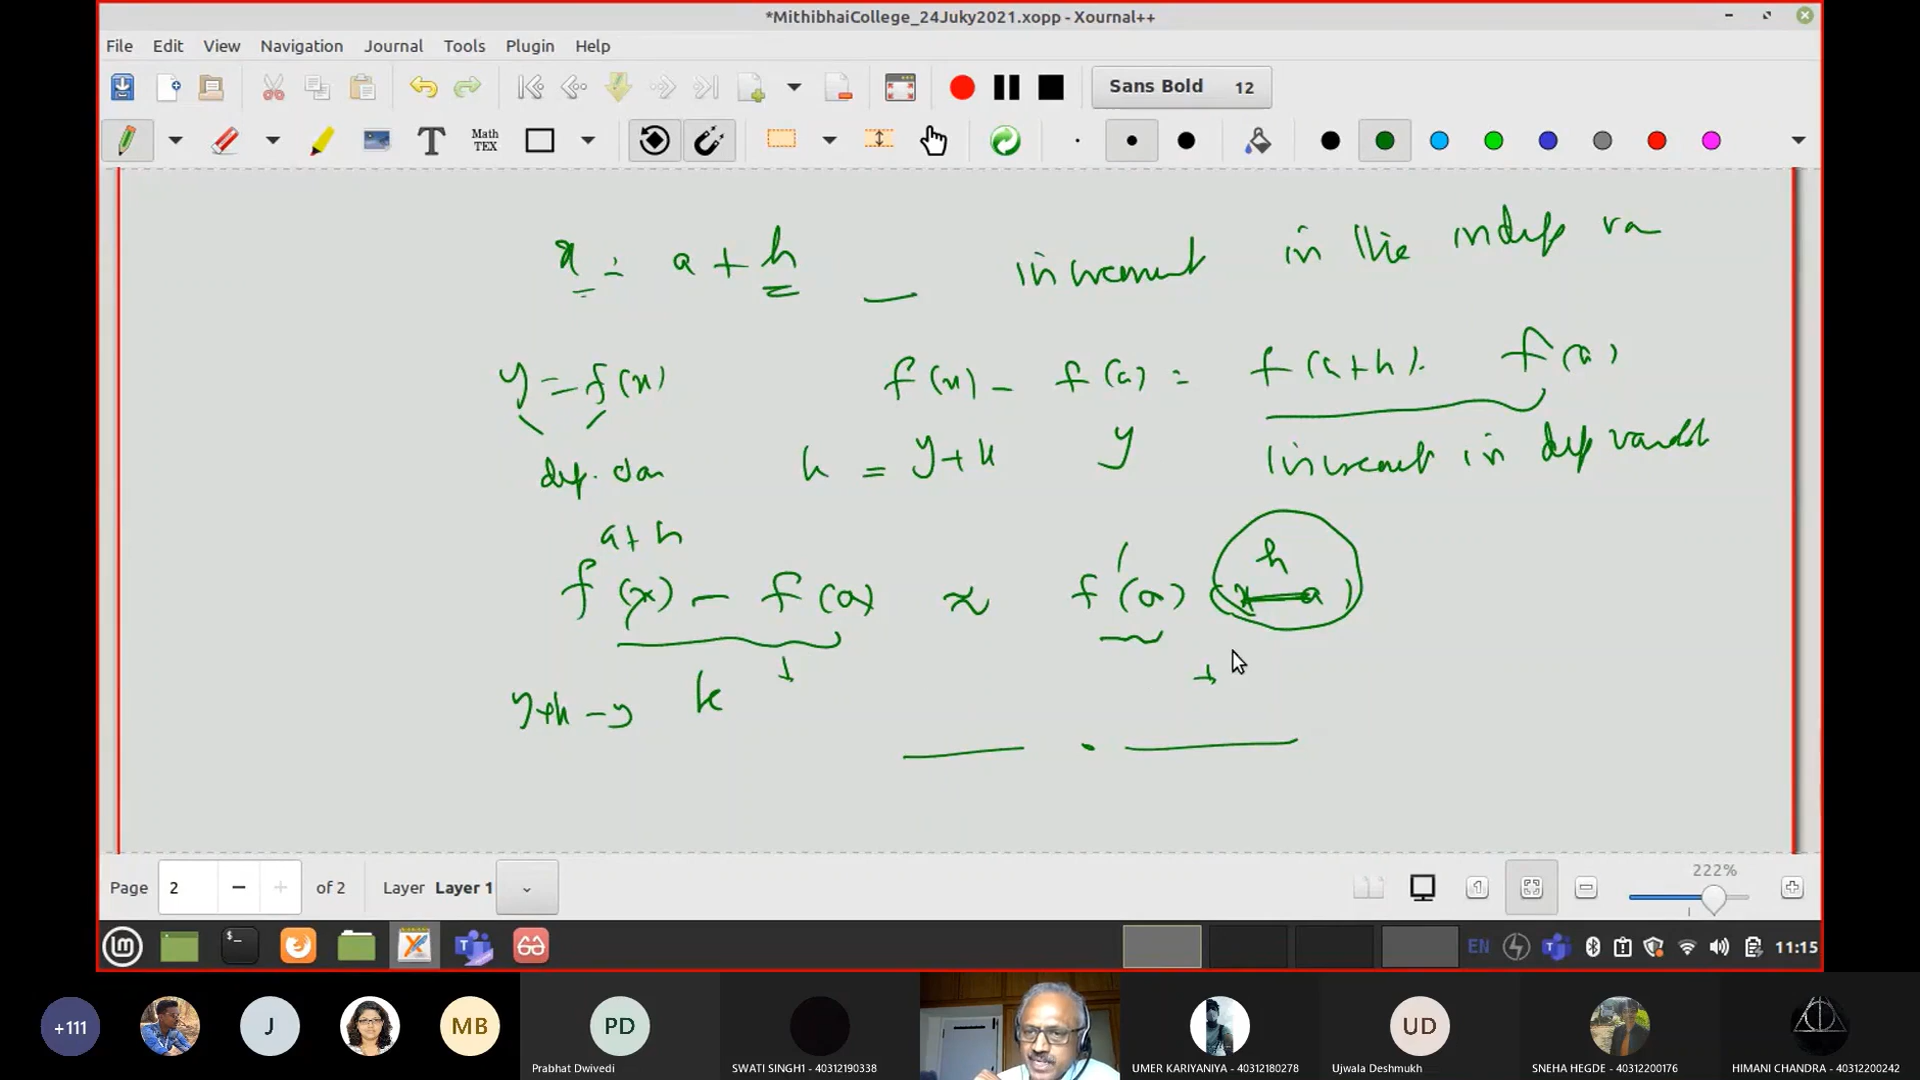 *MithibhaiCollege_24Juky2021.xopp - Xournal++
File Edit View Navigation Journal Tools Plugin Help
Sans Bold 12
T Math TEX
x = a + h _ increment in the indep va
y = f(x) f(x) - f(a) = f(a+h). f(a)
dep. var k = y+k y increment in dep variable
a+h h
f(x) - f(a) ≈ f'(a) (x-a)
y+k - y k
Page 2 of 2 Layer Layer 1 222%
EN 11:15
+111 J MB PD UD
Prabhat Dwivedi SWATI SINGH1 - 40312190338 UMER KARIYANIYA - 40312180278 Ujwala Deshmukh SNEHA HEGDE - 40312200176 HIMANI CHANDRA - 40312200242